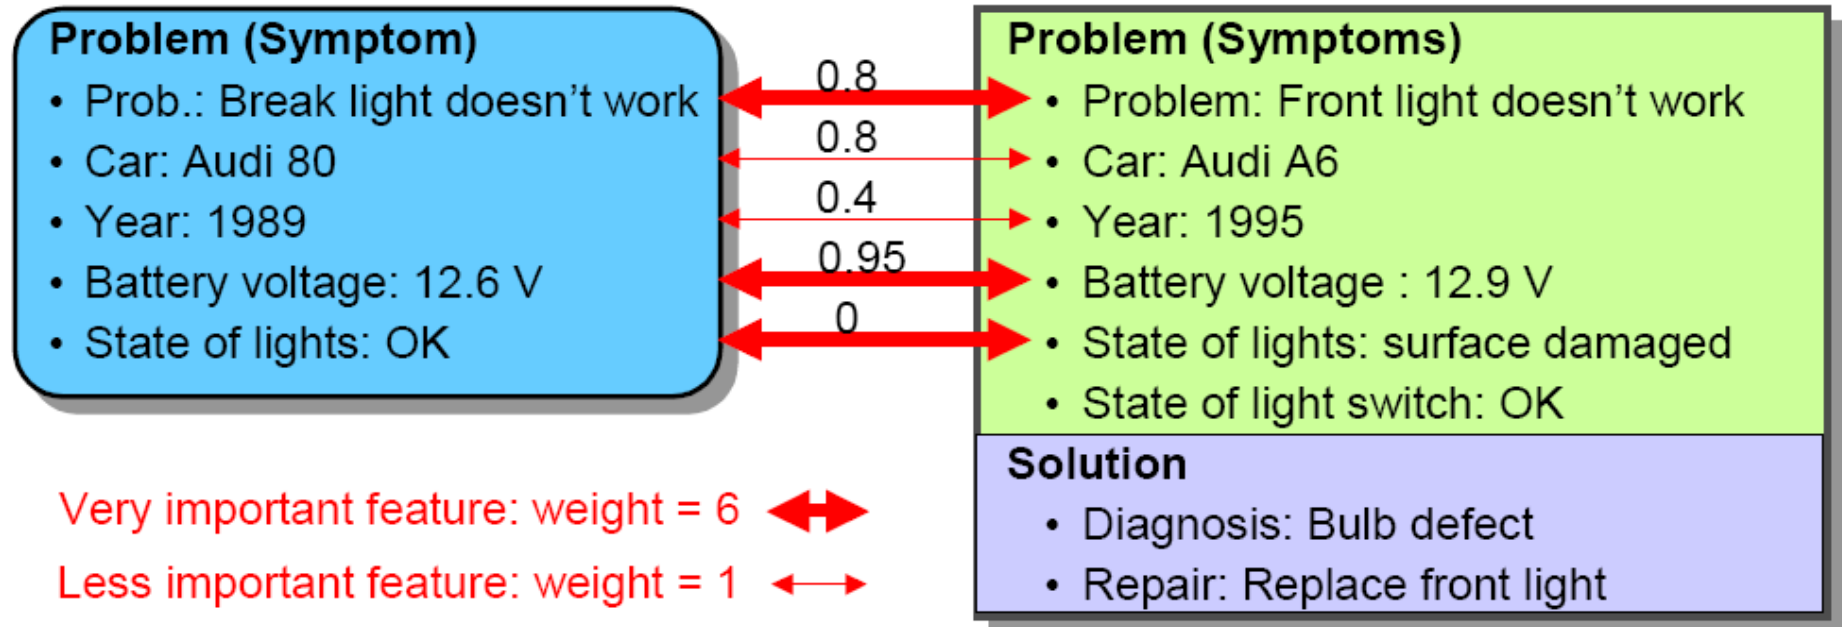 Problem (Symptom)
• Prob.: Break light doesn't work
• Car: Audi 80
• Year: 1989
• Battery voltage: 12.6 V
• State of lights: OK
0.8
0.8
0.4
0.95
0
Problem (Symptoms)
• Problem: Front light doesn't work
• Car: Audi A6
• Year: 1995
• Battery voltage : 12.9 V
• State of lights: surface damaged
• State of light switch: OK
Solution
• Diagnosis: Bulb defect
• Repair: Replace front light
Very important feature: weight = 6
Less important feature: weight = 1